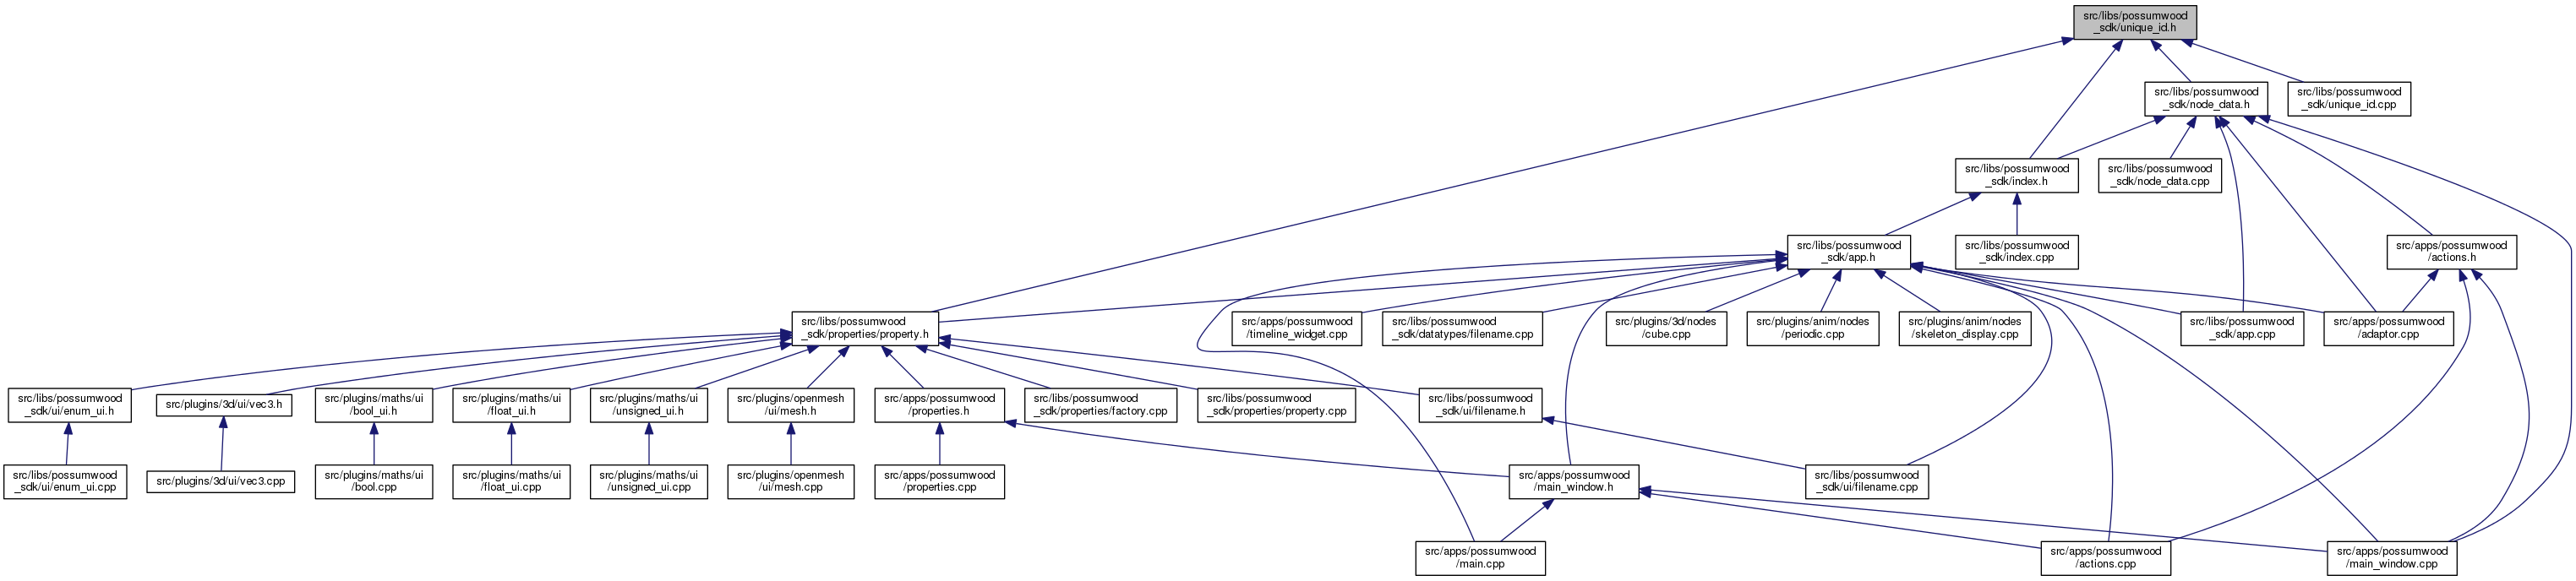 src/libs/possumwood
_sdk/unique_id.h
src/libs/possumwood
_sdk/node_data.h
src/libs/possumwood
_sdk/unique_id.cpp
src/libs/possumwood
_sdk/index.h
src/libs/possumwood
_sdk/node_data.cpp
src/libs/possumwood
_sdk/app.h
src/libs/possumwood
_sdk/index.cpp
src/apps/possumwood
/actions.h
src/libs/possumwood
_sdk/properties/property.h
src/apps/possumwood
/timeline_widget.cpp
src/libs/possumwood
_sdk/datatypes/filename.cpp
src/plugins/3d/nodes
/cube.cpp
src/plugins/anim/nodes
/periodic.cpp
src/plugins/anim/nodes
/skeleton_display.cpp
src/libs/possumwood
_sdk/app.cpp
src/apps/possumwood
/adaptor.cpp
src/libs/possumwood
_sdk/ui/enum_ui.h
src/plugins/3d/ui/vec3.h
src/plugins/maths/ui
/bool_ui.h
src/plugins/maths/ui
/float_ui.h
src/plugins/maths/ui
/unsigned_ui.h
src/plugins/openmesh
/ui/mesh.h
src/apps/possumwood
/properties.h
src/libs/possumwood
_sdk/properties/factory.cpp
src/libs/possumwood
_sdk/properties/property.cpp
src/libs/possumwood
_sdk/ui/filename.h
src/libs/possumwood
_sdk/ui/enum_ui.cpp
src/plugins/3d/ui/vec3.cpp
src/plugins/maths/ui
/bool.cpp
src/plugins/maths/ui
/float_ui.cpp
src/plugins/maths/ui
/unsigned_ui.cpp
src/plugins/openmesh
/ui/mesh.cpp
src/apps/possumwood
/properties.cpp
src/apps/possumwood
/main_window.h
src/libs/possumwood
_sdk/ui/filename.cpp
src/apps/possumwood
/main.cpp
src/apps/possumwood
/actions.cpp
src/apps/possumwood
/main_window.cpp